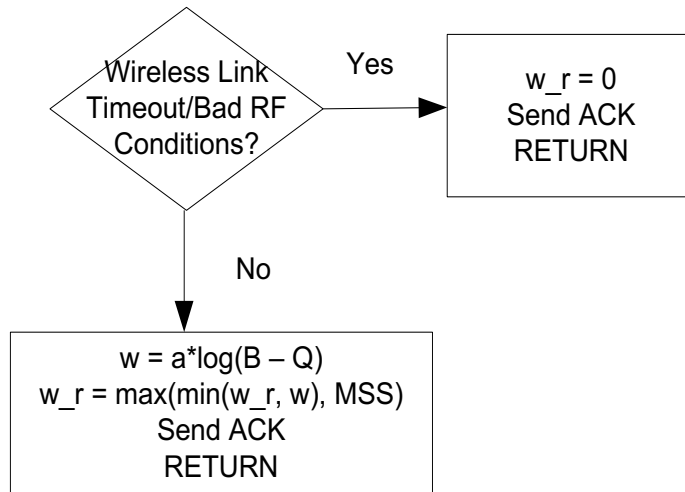 Wireless Link
Timeout/Bad RF
Conditions?
Yes
w_r = 0
Send ACK
RETURN
No
w = a*log(B – Q)
w_r = max(min(w_r, w), MSS)
Send ACK
RETURN